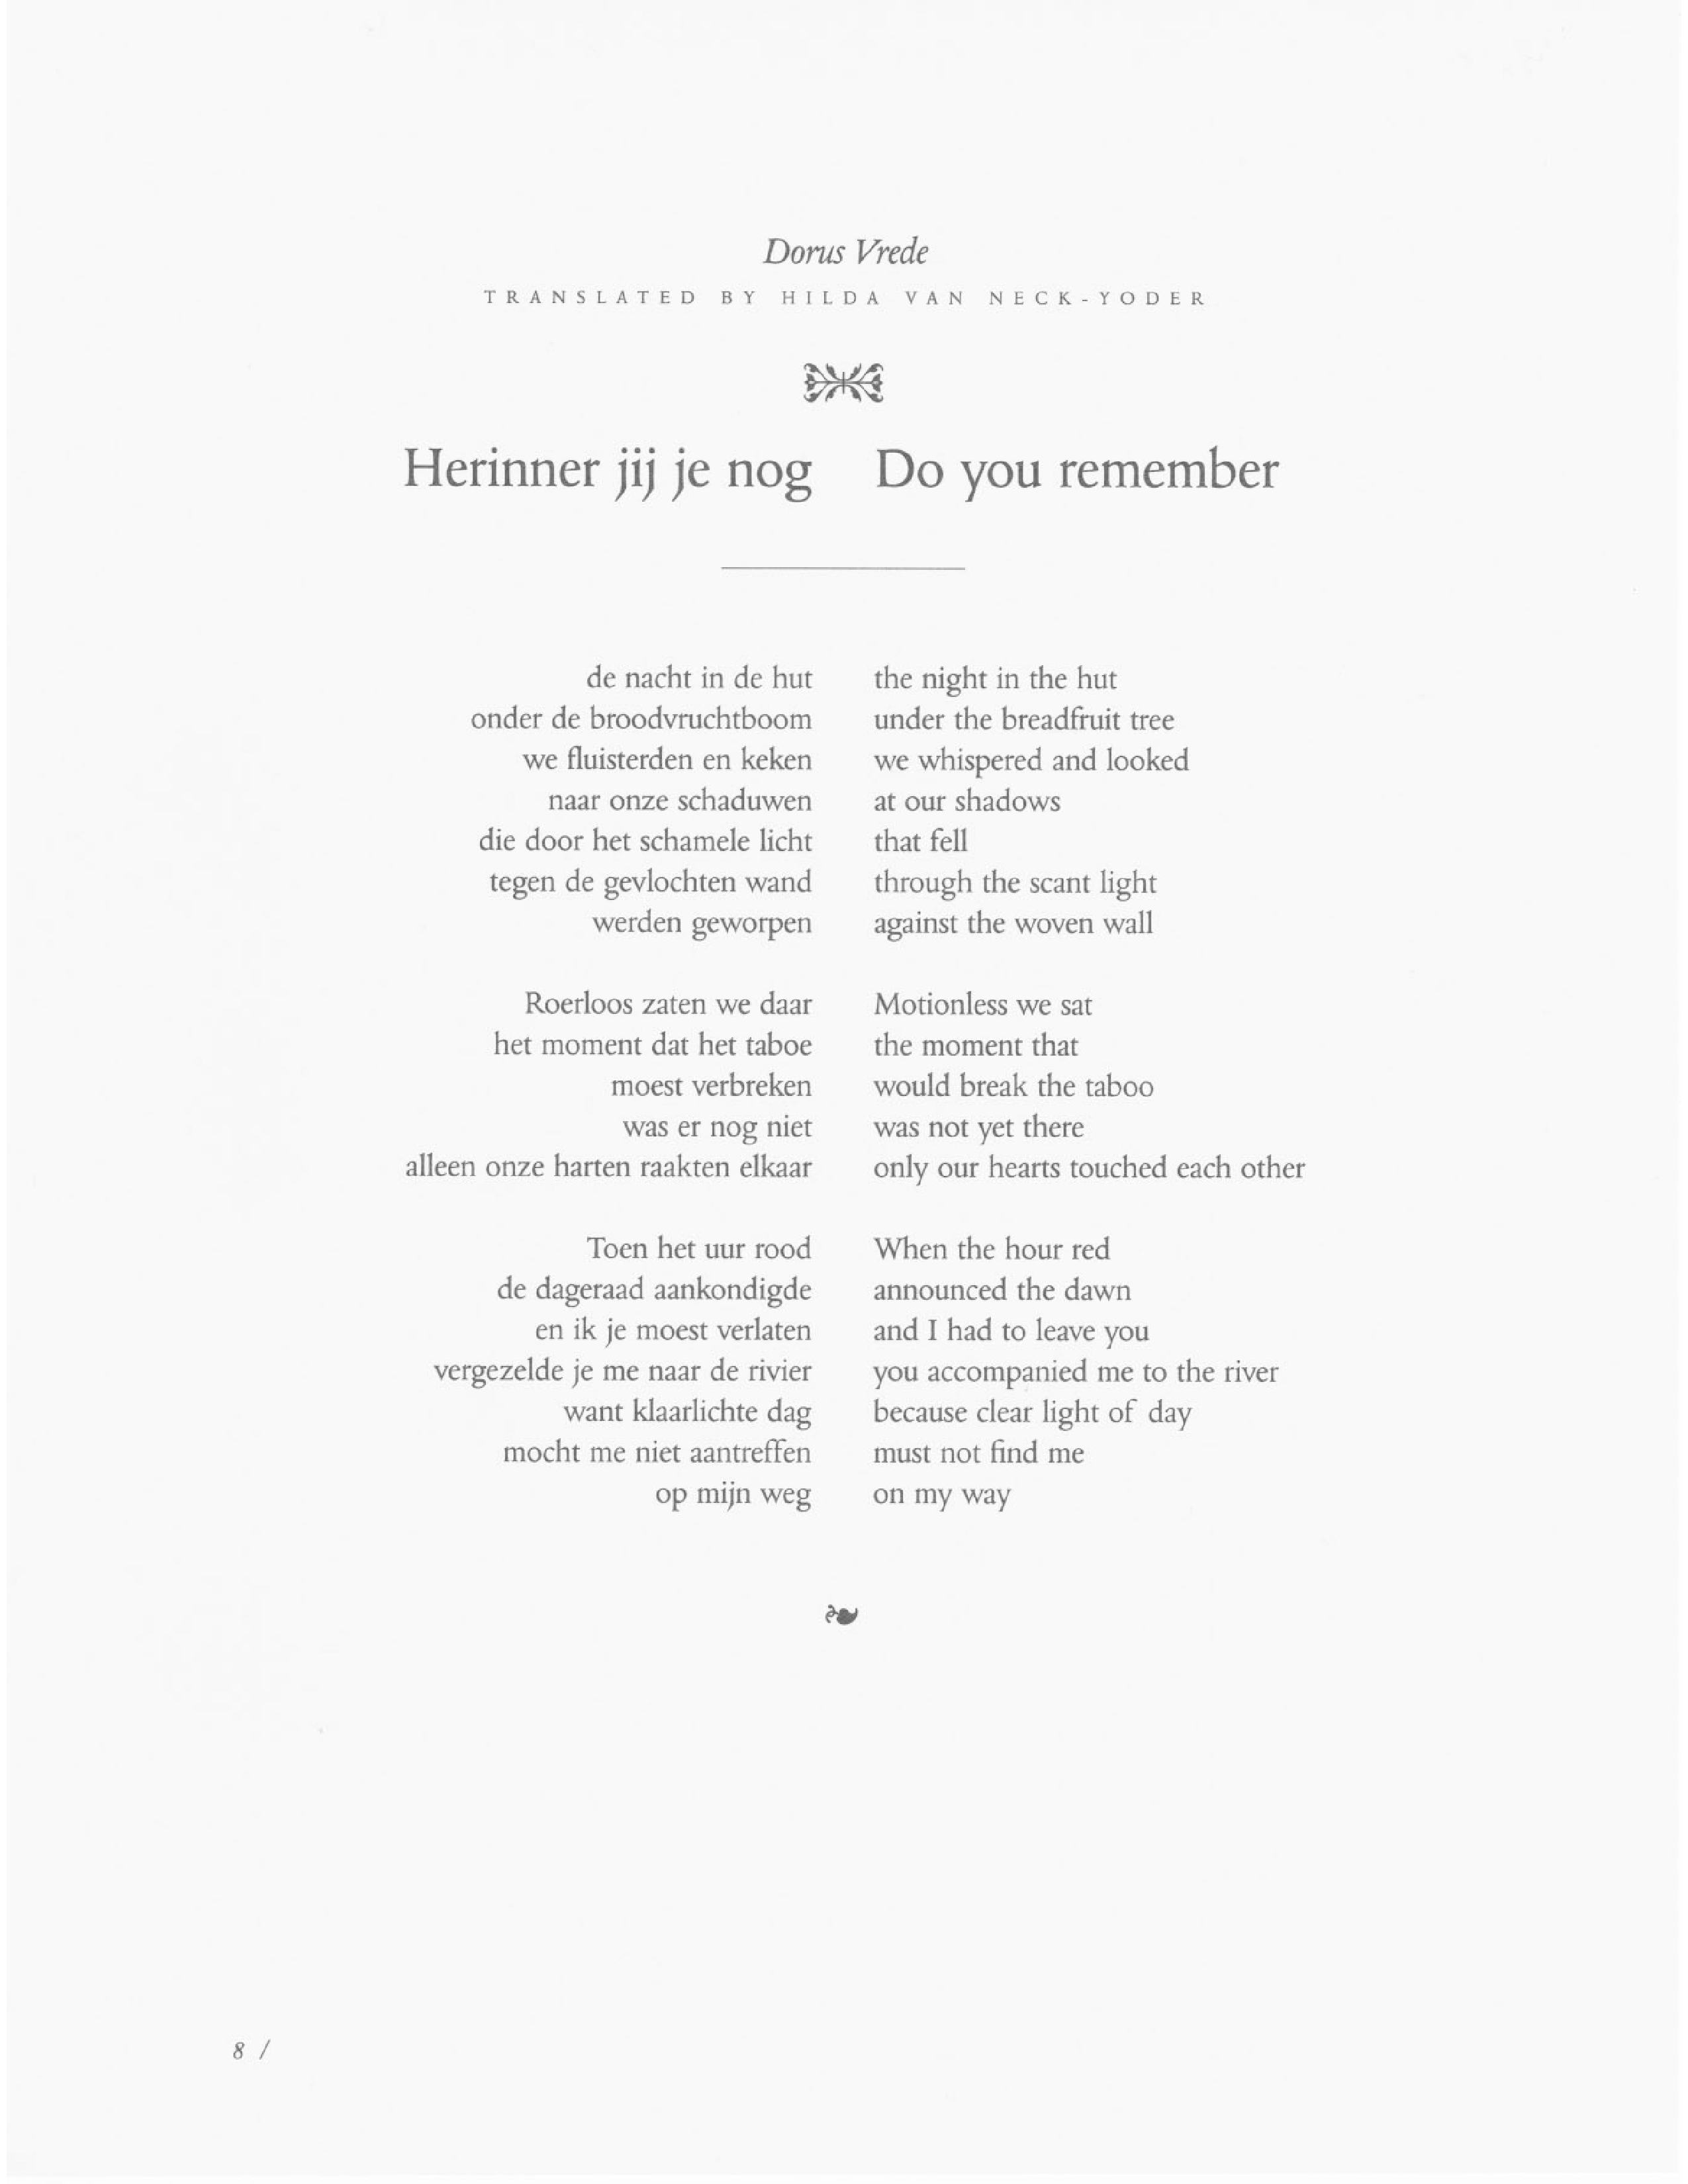 Dorus Vrede
TRANSLATED BY HILDA VAN NECK-YODER
Herinner jij je nog
de nacht in de hut
onder de broodvruchtboom
we fluisterden en keken
naar onze schaduwen
die door het schamele licht
tegen de gevlochten wand
werden geworpen
Roerloos zaten we daar
het moment dat het taboe
moest verbreken
was er nog niet
alleen onze harten raakten elkaar
Toen het uur rood
de dageraad aankondigde
en ik je moest verlaten
vergezelde je me naar de rivier
want klaarlichte dag
mocht me niet aantreffen
op mijn weg
Do you remember
the night in the hut
under the breadfruit tree
we whispered and looked
at our shadows
that fell
through the scant light
against the woven wall
Motionless we sat
the moment that
would break the taboo
was not yet there
only our hearts touched each other
When the hour red
announced the dawn
and I had to leave you
you accompanied me to the river
because clear light of day
must not find me
on my way
8 /